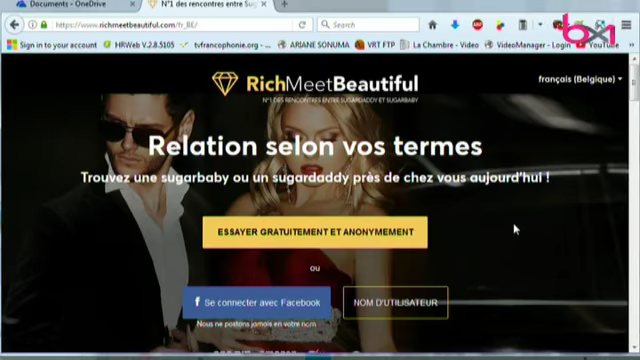 Documents - OneDrive
N°1 des rencontres entre Suga
https://www.richmeetbeautiful.com/fr_BE/
Search
bx1
Sign in to your account
HRWeb V.2.8.5105
tvfrancophonie.org -
ARIANE SONUMA
VRT FTP
La Chambre - Video
VideoManager - Login
YouTube
RichMeetBeautiful
N°1 DES RENCONTRES ENTRE SUGARDADDY ET SUGARBABY
français (Belgique)
Relation selon vos termes
Trouvez une sugarbaby ou un sugardaddy près de chez vous aujourd'hui !
ESSAYER GRATUITEMENT ET ANONYMEMENT
ou
f Se connecter avec Facebook
NOM D'UTILISATEUR
Nous ne postons jamais en votre nom